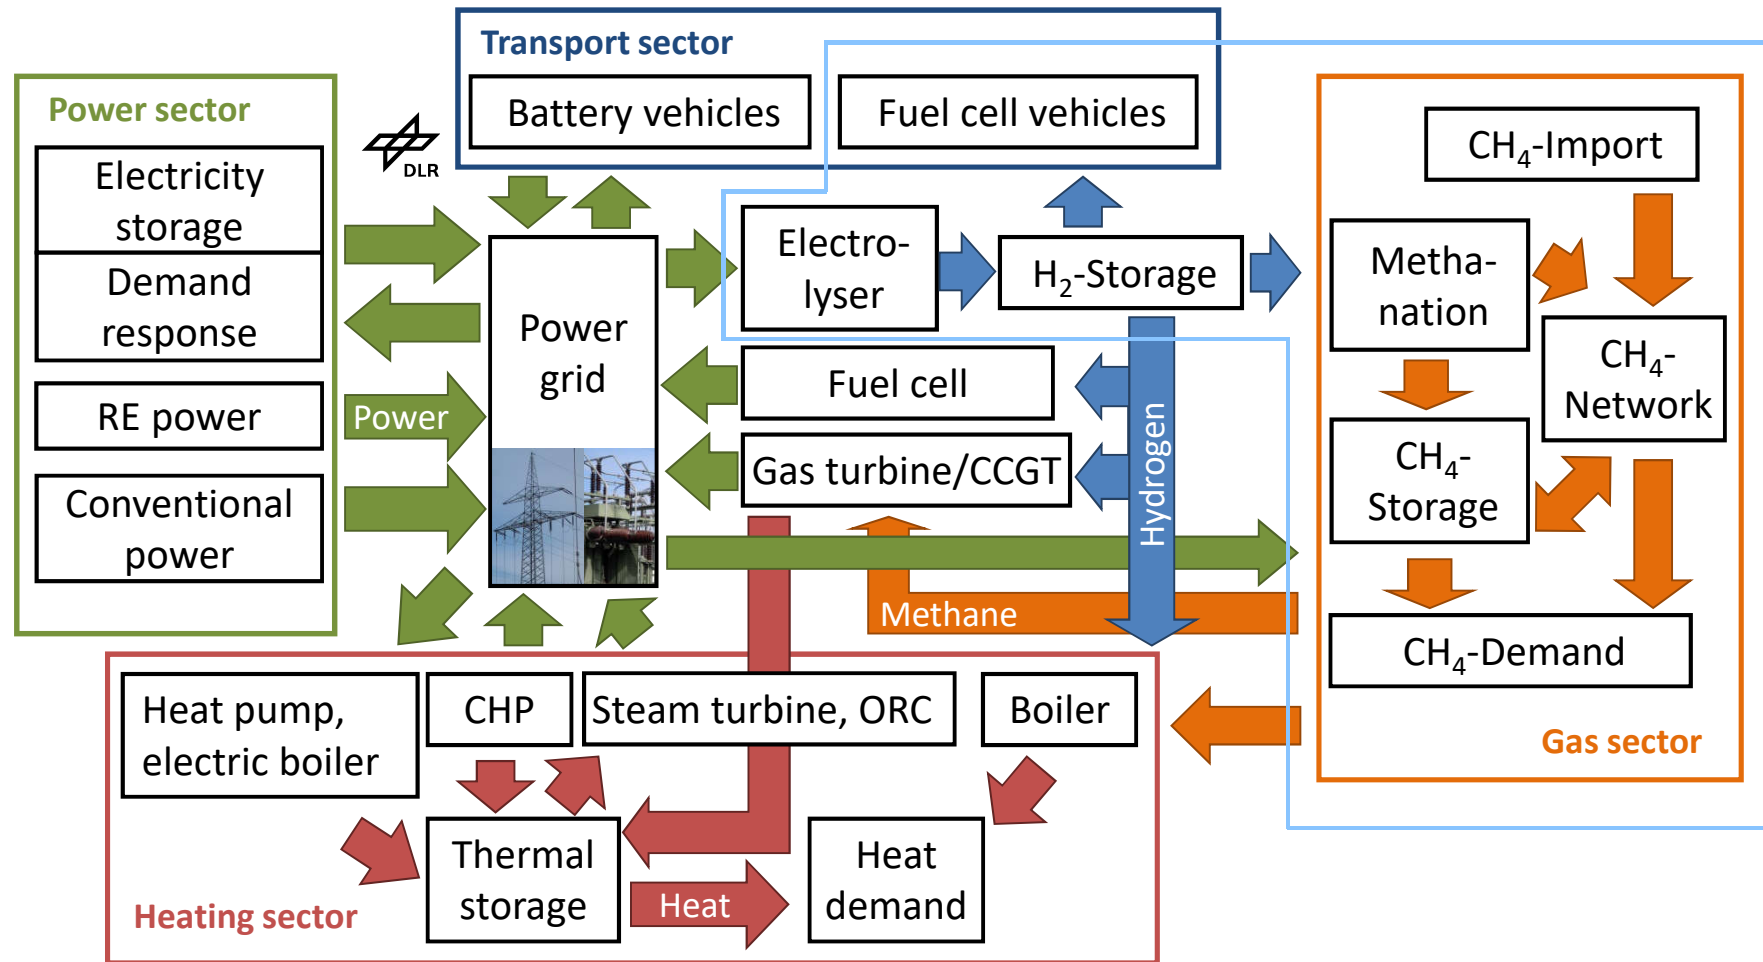 Transport sector
Battery vehicles
Fuel cell vehicles
Power sector
Electricity
storage
Demand
response
RE power
Conventional
power
DLR
Power
Power
grid
Electro-
lyser
H₂-Storage
Fuel cell
Gas turbine/CCGT
Hydrogen
Methane
CH₄-Import
Metha-
nation
CH₄-
Network
CH₄-
Storage
CH₄-Demand
Gas sector
Heat pump,
electric boiler
CHP
Steam turbine, ORC
Boiler
Thermal
storage
Heat
Heat
demand
Heating sector